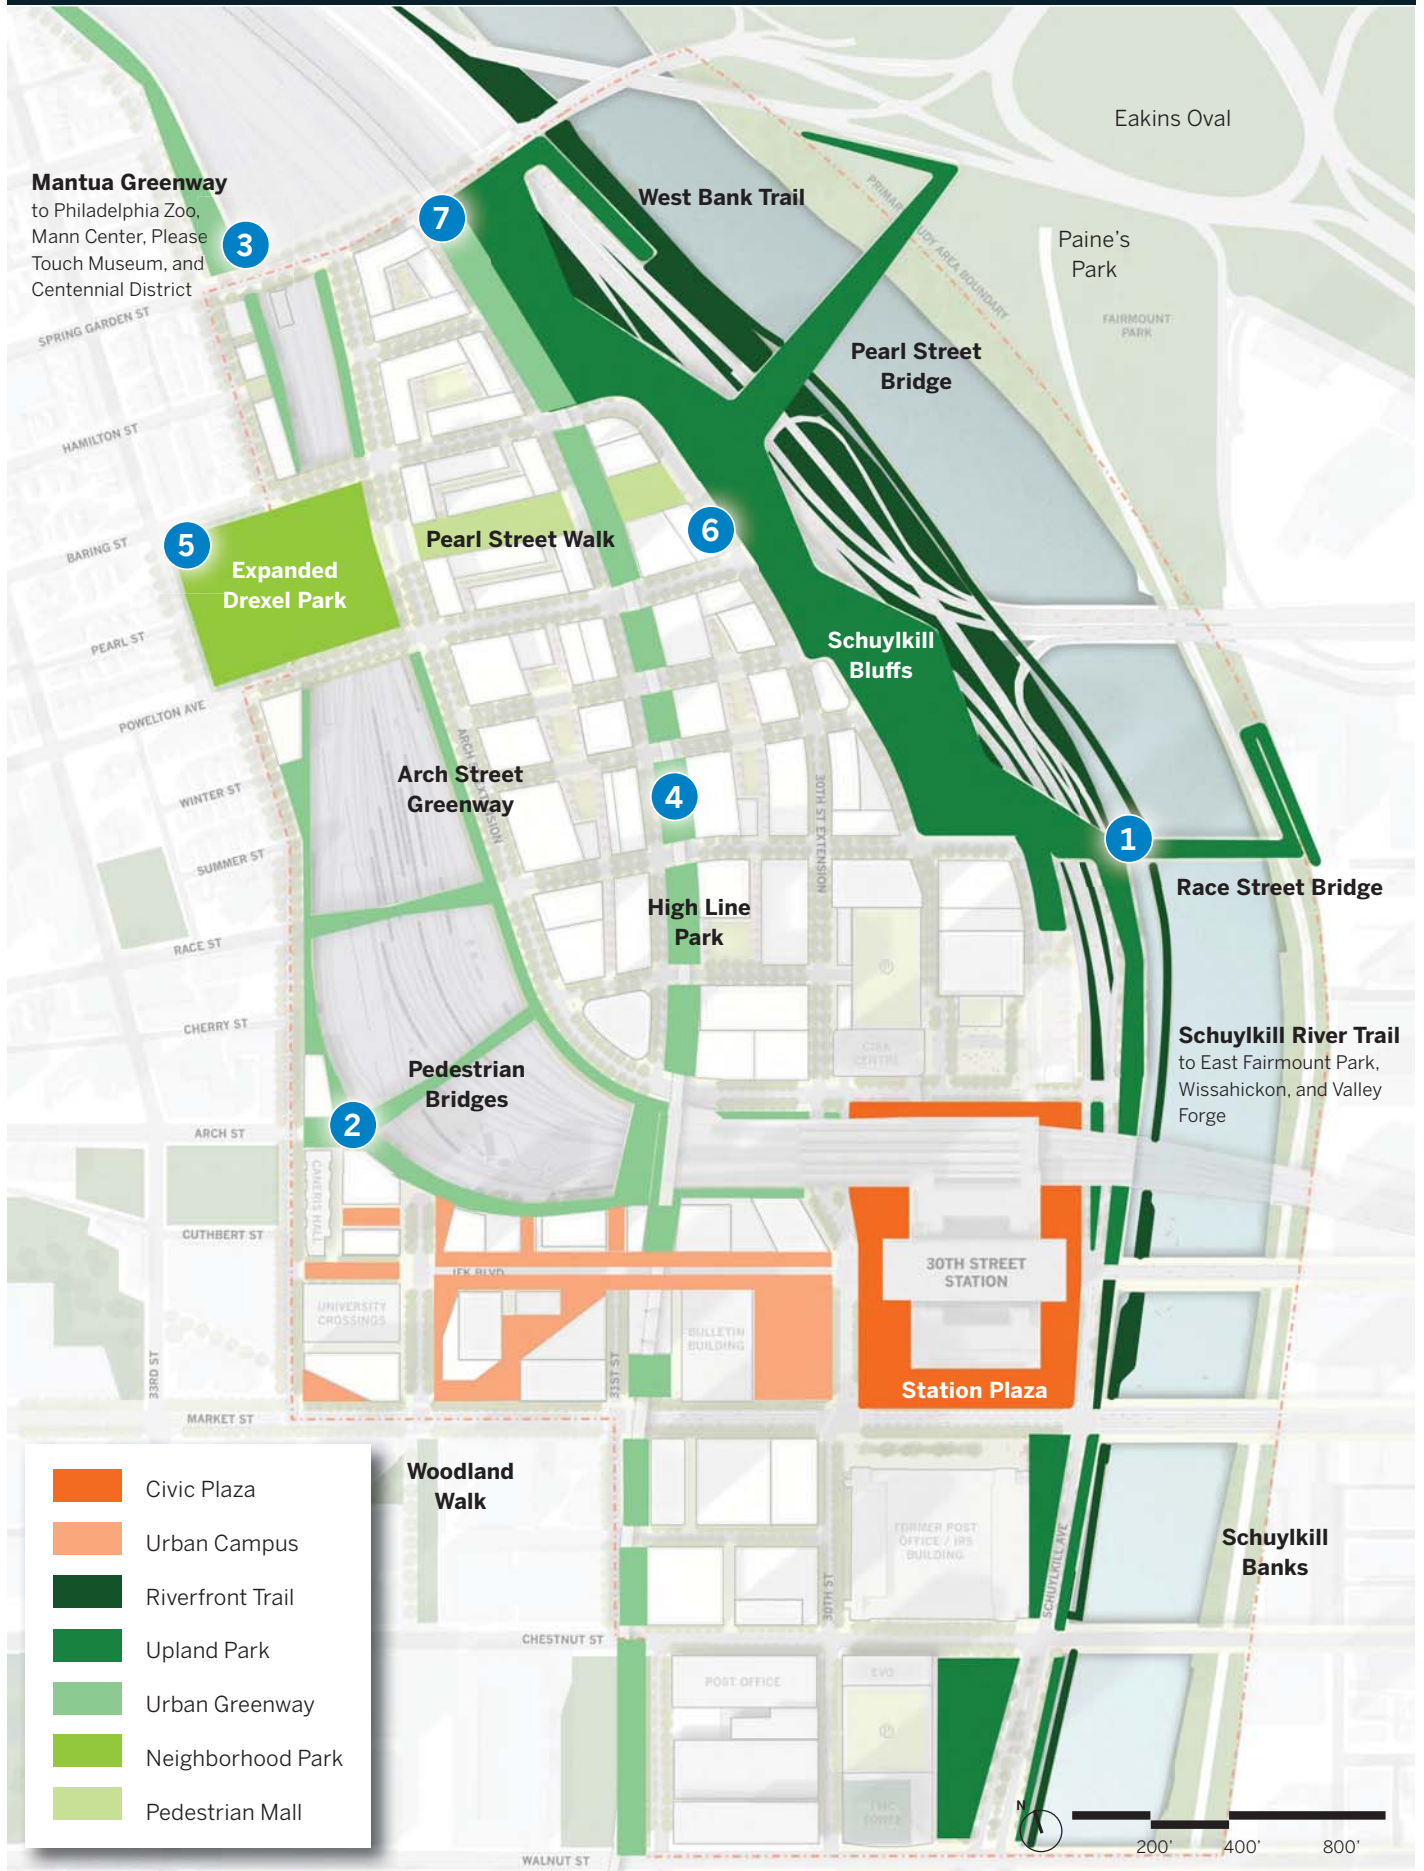 Eakins Oval
Mantua Greenway
to Philadelphia Zoo,
Mann Center, Please
Touch Museum, and
Centennial District
3
7
West Bank Trail
PRIMARY
STUDY AREA BOUNDARY
Paine's
Park
FAIRMOUNT
PARK
SPRING GARDEN ST
Pearl Street
Bridge
HAMILTON ST
BARING ST
5
Expanded
Drexel Park
Pearl Street Walk
6
PEARL ST
Schuylkill
Bluffs
POWELTON AVE
ARCH ST EXTENSION
Arch Street
Greenway
WINTER ST
4
30TH ST EXTENSION
SUMMER ST
1
Race Street Bridge
High Line
Park
RACE ST
CHERRY ST
P
Schuylkill River Trail
to East Fairmount Park,
Wissahickon, and Valley
Forge
CIRA
CENTRE
Pedestrian
Bridges
2
ARCH ST
CANERIS HALL
CUTHBERT ST
JFK BLVD
30TH STREET
STATION
UNIVERSITY
CROSSINGS
BULLETIN
BUILDING
33RD ST
31ST ST
Station Plaza
MARKET ST
Woodland
Walk
Civic Plaza
Urban Campus
Riverfront Trail
Upland Park
Urban Greenway
Neighborhood Park
Pedestrian Mall
FORMER POST
OFFICE / IRS
BUILDING
30TH ST
SCHUYLKILL AVE
Schuylkill
Banks
CHESTNUT ST
POST OFFICE
EVO
P
FMC
TOWER
N
200'
400'
800'
WALNUT ST